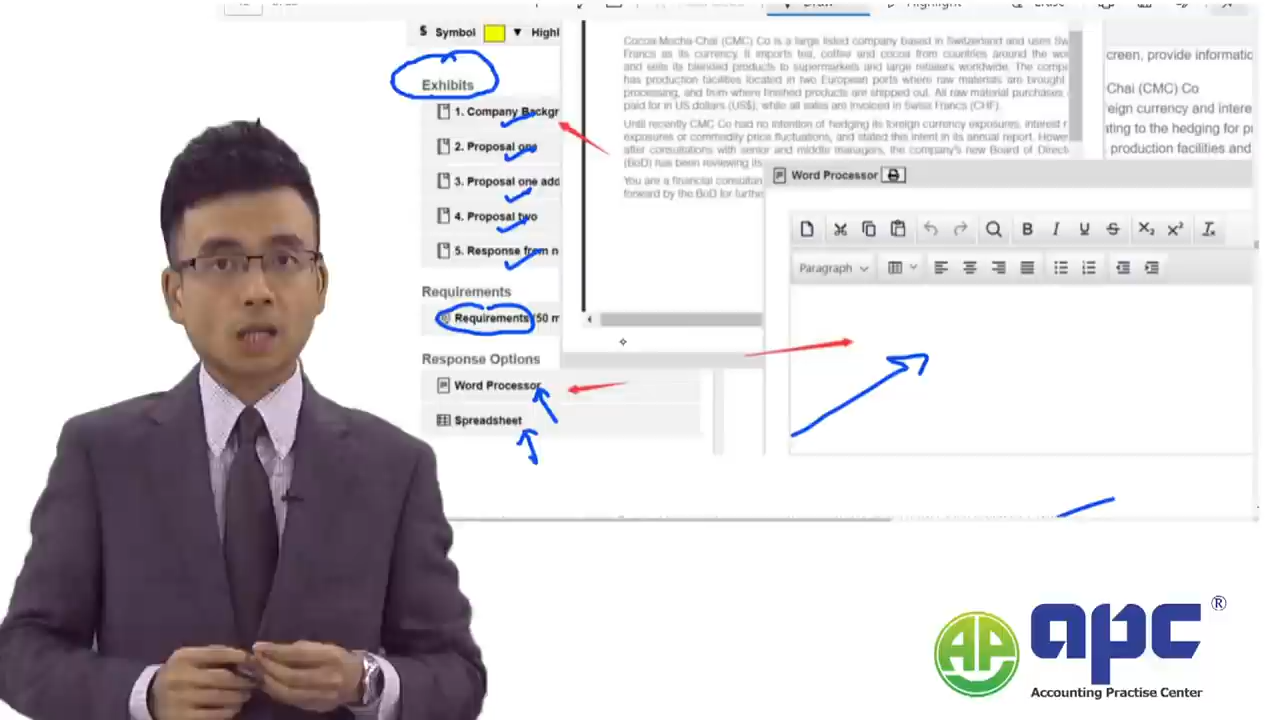 $ Symbol ▼ Highl
Exhibits
1. Company Backgr
2. Proposal one
3. Proposal one add
4. Proposal two
5. Response from n
Requirements
Requirements (50 m
Response Options
Word Processor
Spreadsheet
Cocoa-Mocha-Chai (CMC) Co is a large listed company based in Switzerland and uses Sw
Francs as its currency. It imports tea, coffee and cocoa from countries around the wor
and sells its blended products to supermarkets and large retailers worldwide. The compa
has production facilities located in two European ports where raw materials are brought
processing, and from where finished products are shipped out. All raw material purchases
paid for in US dollars (US$), while all sales are invoiced in Swiss Francs (CHF).
Until recently CMC Co had no intention of hedging its foreign currency exposures, interest r
exposures or commodity price fluctuations, and stated this intent in its annual report. Howe
after consultations with senior and middle managers, the company's new Board of Direct
(BoD) has been reviewing its
You are a financial consultan
forward by the BoD for furthe
creen, provide informatio
Chai (CMC) Co
eign currency and intere
ting to the hedging for p
production facilities and
Word Processor
B I U S X₂ X² Tx
Paragraph
apc®
Accounting Practise Center